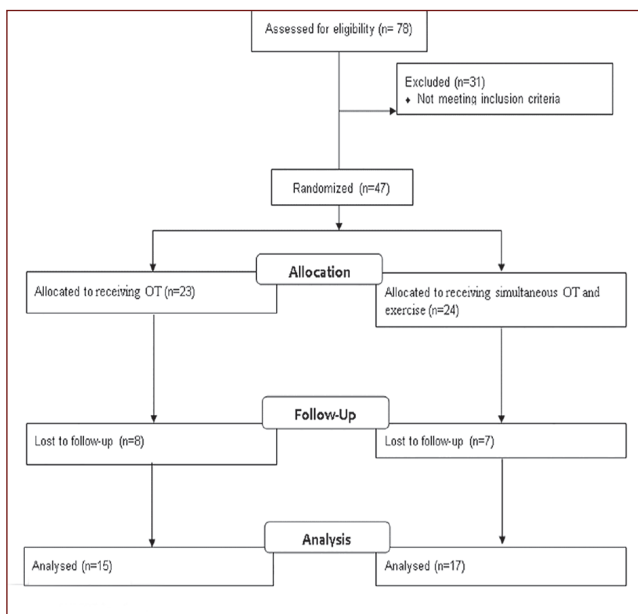 Assessed for eligibility (n= 78)
Excluded (n=31)
♦ Not meeting inclusion criteria
Randomized (n=47)
Allocation
Allocated to receiving OT (n=23)
Allocated to receiving simultaneous OT and
exercise (n=24)
Follow-Up
Lost to follow-up (n=8)
Lost to follow-up (n=7)
Analysis
Analysed (n=15)
Analysed (n=17)